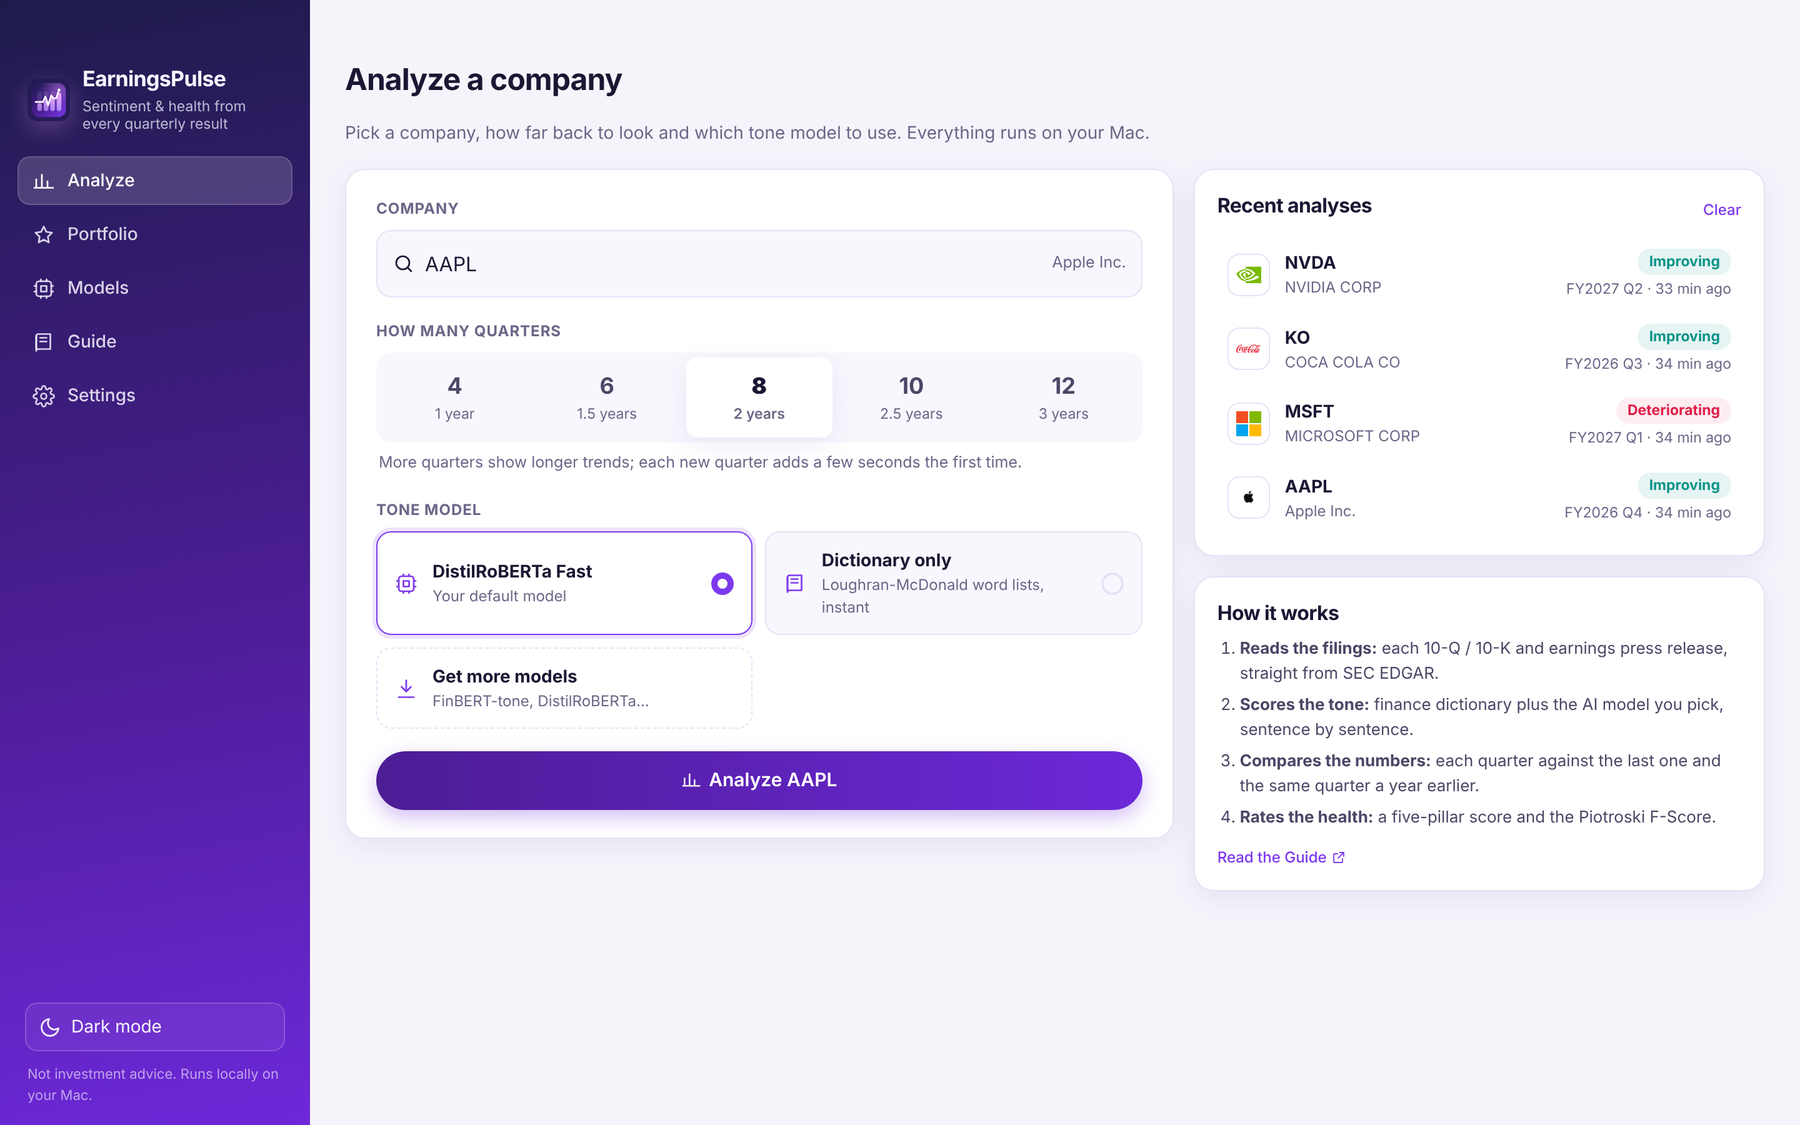 EarningsPulse
Sentiment & health from
every quarterly result
Analyze
Portfolio
Models
Guide
Settings
Dark mode
Not investment advice. Runs locally on
your Mac.
Analyze a company
Pick a company, how far back to look and which tone model to use. Everything runs on your Mac.
COMPANY
AAPL
Apple Inc.
HOW MANY QUARTERS
4
1 year
6
1.5 years
8
2 years
10
2.5 years
12
3 years
More quarters show longer trends; each new quarter adds a few seconds the first time.
TONE MODEL
DistilRoBERTa Fast
Your default model
Dictionary only
Loughran-McDonald word lists,
instant
Get more models
FinBERT-tone, DistilRoBERTa...
Analyze AAPL
Recent analyses
Clear
NVDA
NVIDIA CORP
Improving
FY2027 Q2 · 33 min ago
Coca-Cola
KO
COCA COLA CO
Improving
FY2026 Q3 · 34 min ago
MSFT
MICROSOFT CORP
Deteriorating
FY2027 Q1 · 34 min ago
AAPL
Apple Inc.
Improving
FY2026 Q4 · 34 min ago
How it works
1. Reads the filings: each 10-Q / 10-K and earnings press release,
straight from SEC EDGAR.
2. Scores the tone: finance dictionary plus the AI model you pick,
sentence by sentence.
3. Compares the numbers: each quarter against the last one and
the same quarter a year earlier.
4. Rates the health: a five-pillar score and the Piotroski F-Score.
Read the Guide